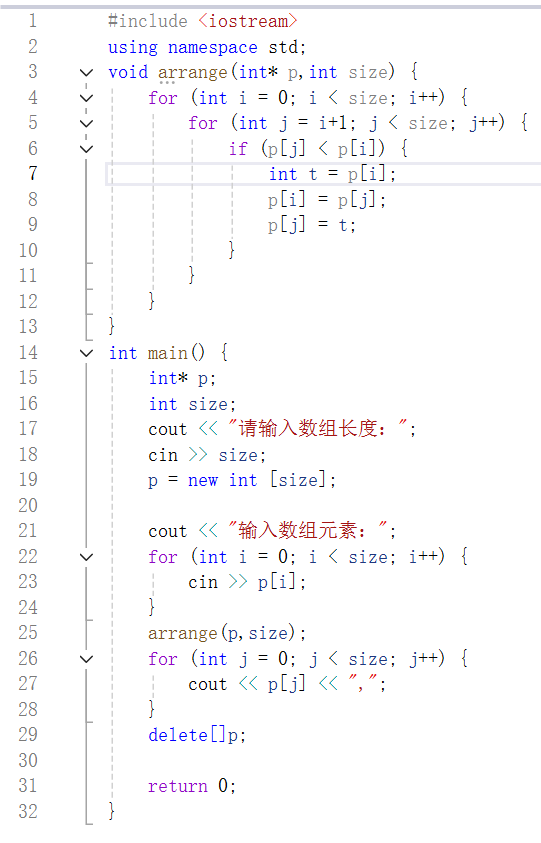 1 #include <iostream>
2 using namespace std;
3 void arrange(int* p,int size) {
4 for (int i = 0; i < size; i++) {
5 for (int j = i+1; j < size; j++) {
6 if (p[j] < p[i]) {
7 int t = p[i];
8 p[i] = p[j];
9 p[j] = t;
10 }
11 }
12 }
13 }
14 int main() {
15 int* p;
16 int size;
17 cout << "请输入数组长度：";
18 cin >> size;
19 p = new int [size];
20
21 cout << "输入数组元素：";
22 for (int i = 0; i < size; i++) {
23 cin >> p[i];
24 }
25 arrange(p,size);
26 for (int j = 0; j < size; j++) {
27 cout << p[j] << ",";
28 }
29 delete[]p;
30
31 return 0;
32 }